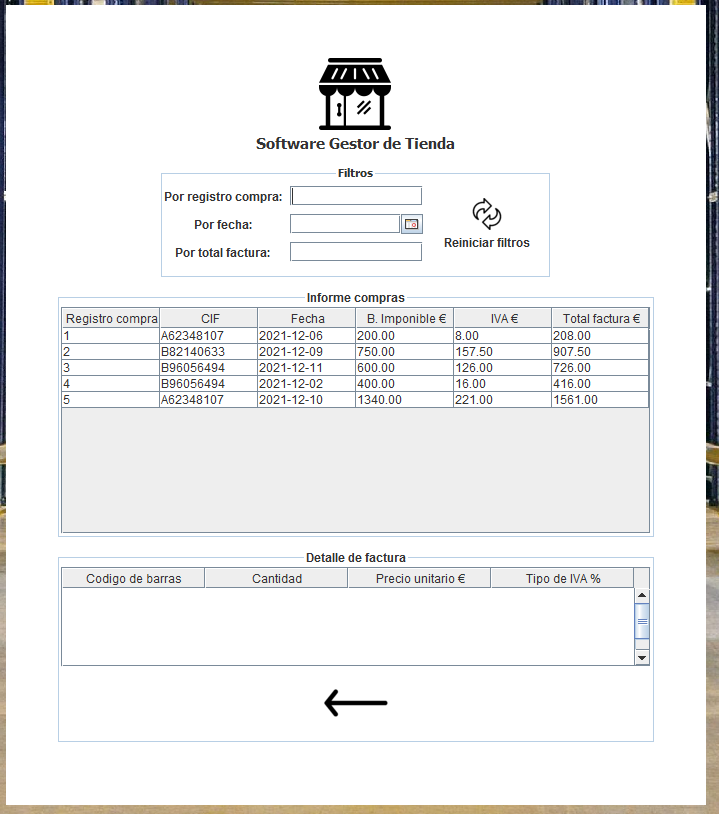 Software Gestor de Tienda
Filtros
Por registro compra:
Por fecha:
Por total factura:
Reiniciar filtros
Informe compras
Registro compra CIF Fecha B. Imponible € IVA € Total factura €
1 A62348107 2021-12-06 200.00 8.00 208.00
2 B82140633 2021-12-09 750.00 157.50 907.50
3 B96056494 2021-12-11 600.00 126.00 726.00
4 B96056494 2021-12-02 400.00 16.00 416.00
5 A62348107 2021-12-10 1340.00 221.00 1561.00
Detalle de factura
Codigo de barras Cantidad Precio unitario € Tipo de IVA %